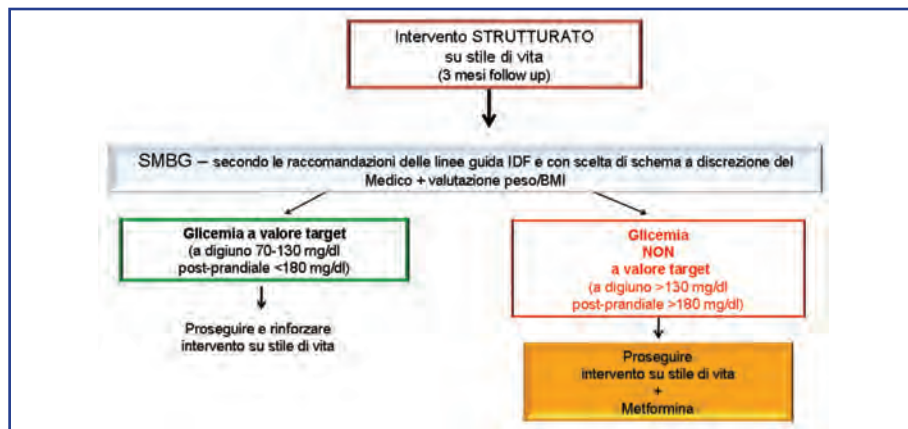 Intervento STRUTTURATO
su stile di vita
(3 mesi follow up)
SMBG – secondo le raccomandazioni delle linee guida IDF e con scelta di schema a discrezione del
Medico + valutazione peso/BMI
Glicemia a valore target
(a digiuno 70-130 mg/dl
post-prandiale <180 mg/dl)
Proseguire e rinforzare
intervento su stile di vita
Glicemia
NON
a valore target
(a digiuno >130 mg/dl
post-prandiale >180 mg/dl)
Proseguire
intervento su stile di vita
+
Metformina